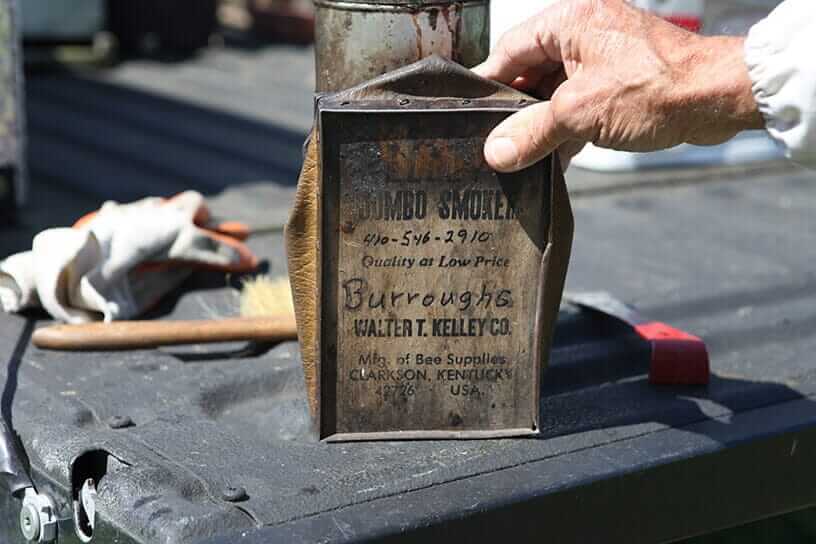 JUMBO SMOKER
410-546-2910
Quality at Low Price
Burroughs
WALTER T. KELLEY CO.
Mfg. of Bee Supplies
CLARKSON, KENTUCKY
42726 USA.